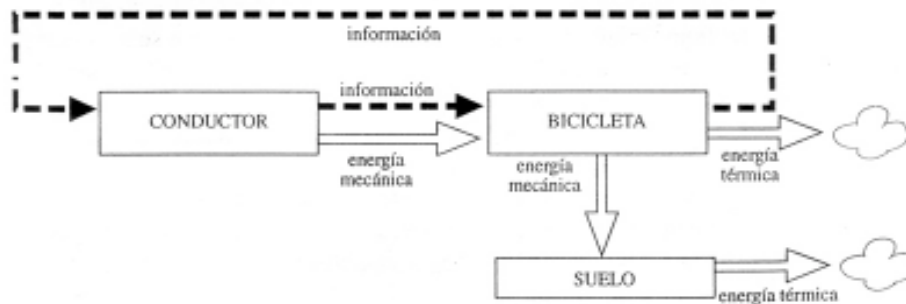 información
información
CONDUCTOR
BICICLETA
energía
mecánica
energía
mecánica
energía
térmica
SUELO
energía térmica